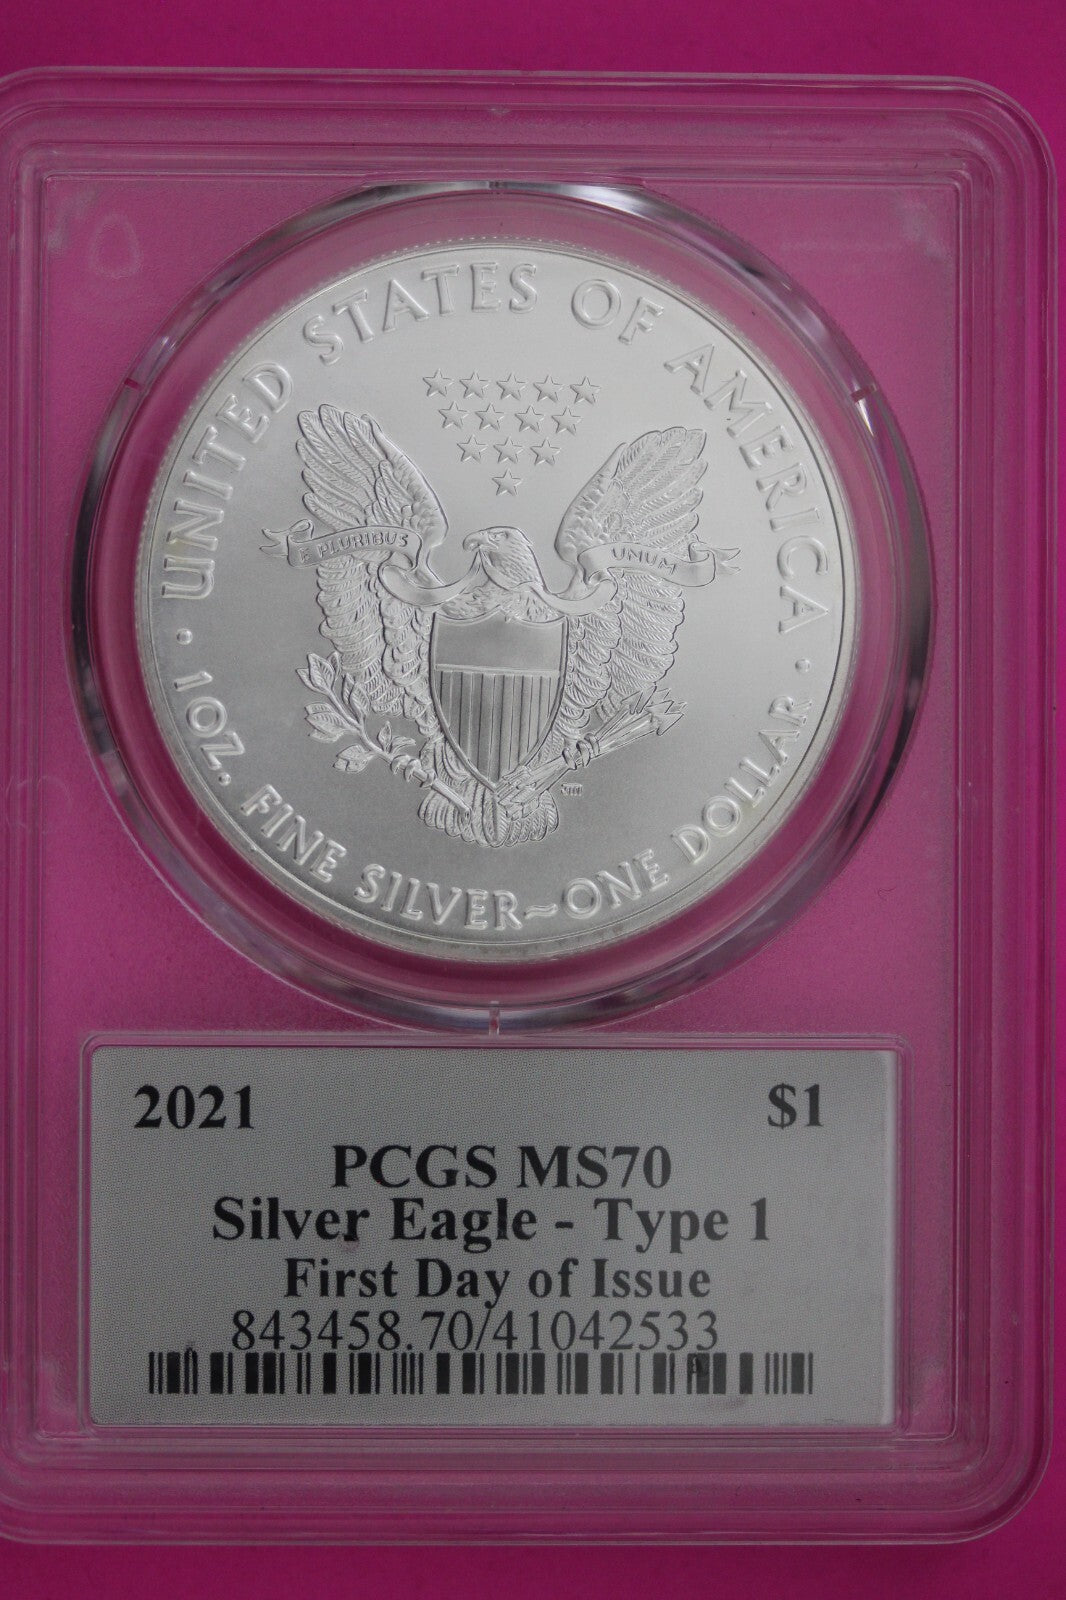 UNITED STATES OF AMERICA
E PLURIBUS UNUM
1 OZ. FINE SILVER~ONE DOLLAR
2021 $1
PCGS MS70
Silver Eagle - Type 1
First Day of Issue
843458.70/41042533